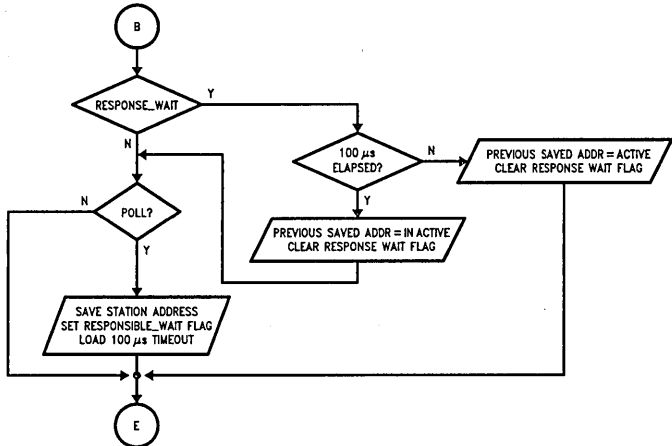 B
RESPONSE_WAIT
Y
N
100 μs
ELAPSED?
N
Y
PREVIOUS SAVED ADDR = ACTIVE
CLEAR RESPONSE WAIT FLAG
PREVIOUS SAVED ADDR = IN ACTIVE
CLEAR RESPONSE WAIT FLAG
N
POLL?
Y
SAVE STATION ADDRESS
SET RESPONSIBLE_WAIT FLAG
LOAD 100 μs TIMEOUT
E